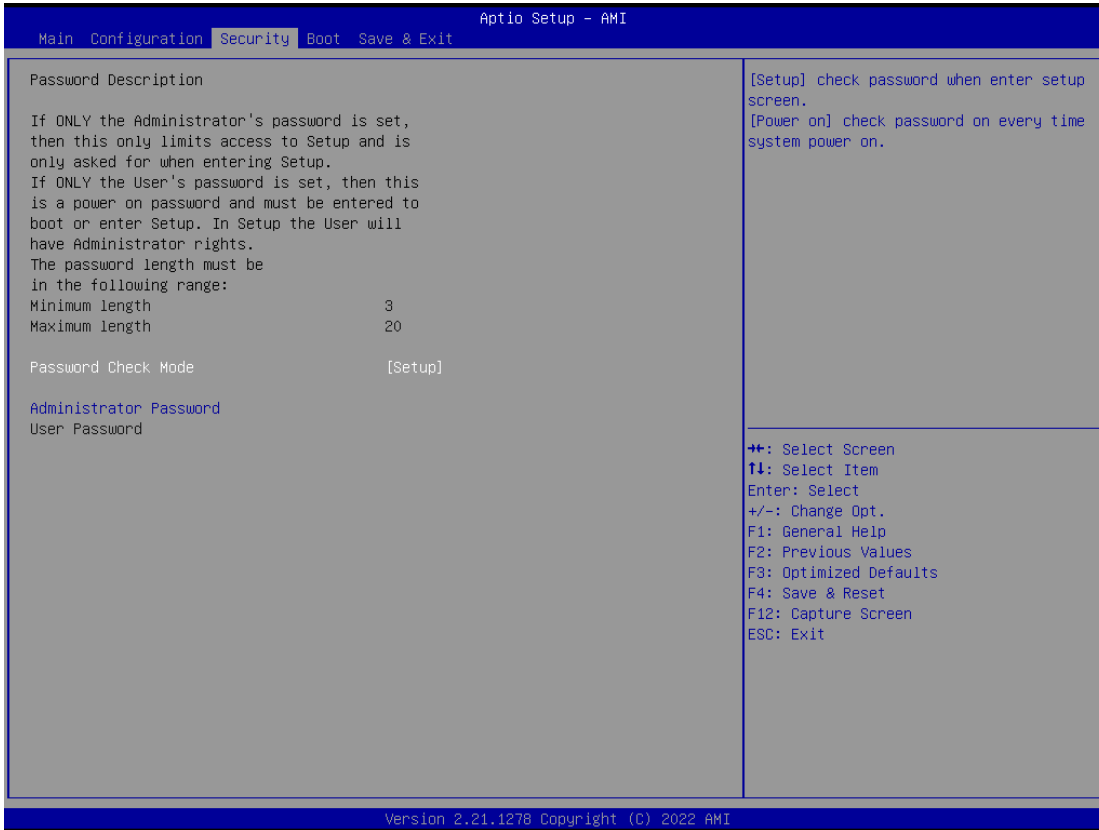 Aptio Setup - AMI
Main Configuration Security Boot Save & Exit
Password Description
If ONLY the Administrator's password is set,
then this only limits access to Setup and is
only asked for when entering Setup.
If ONLY the User's password is set, then this
is a power on password and must be entered to
boot or enter Setup. In Setup the User will
have Administrator rights.
The password length must be
in the following range:
Minimum length 3
Maximum length 20
Password Check Mode [Setup]
Administrator Password
User Password
[Setup] check password when enter setup
screen.
[Power on] check password on every time
system power on.
→←: Select Screen
↑↓: Select Item
Enter: Select
+/-: Change Opt.
F1: General Help
F2: Previous Values
F3: Optimized Defaults
F4: Save & Reset
F12: Capture Screen
ESC: Exit
Version 2.21.1278 Copyright (C) 2022 AMI